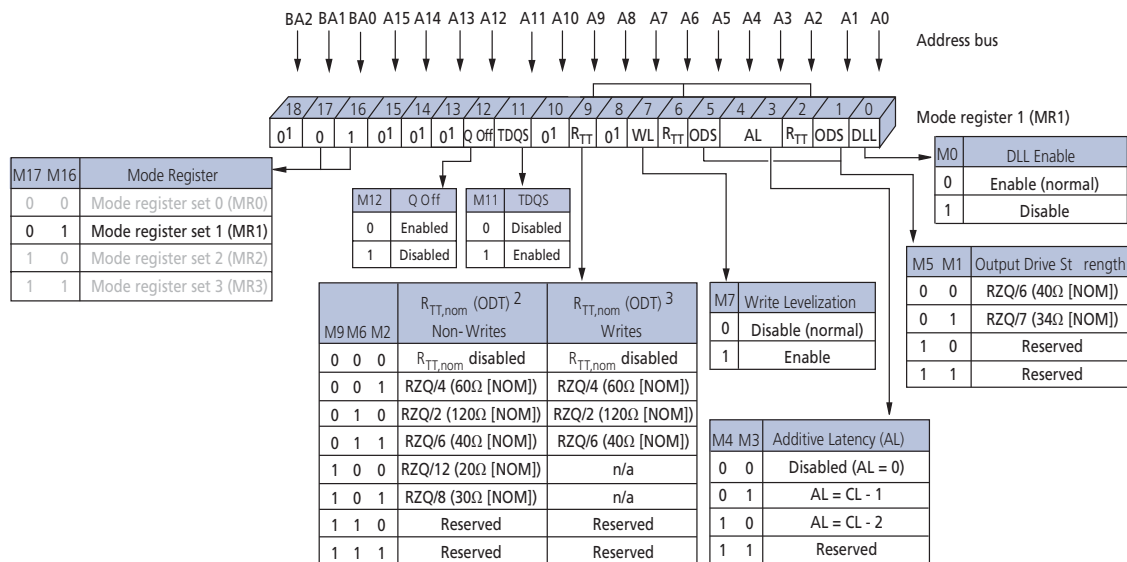 BA2 BA1 BA0 A15 A14 A13 A12 A11 A10 A9 A8 A7 A6 A5 A4 A3 A2 A1 A0
Address bus
18 17 16 15 14 13 12 11 10 9 8 7 6 5 4 3 2 1 0
0¹ 0 1 0¹ 0¹ 0¹ Q Off TDQS 0¹ RTT 0¹ WL RTT ODS AL RTT ODS DLL
Mode register 1 (MR1)
M17 M16 Mode Register
0 0 Mode register set 0 (MR0)
0 1 Mode register set 1 (MR1)
1 0 Mode register set 2 (MR2)
1 1 Mode register set 3 (MR3)
M12 Q Off
0 Enabled
1 Disabled
M11 TDQS
0 Disabled
1 Enabled
M0 DLL Enable
0 Enable (normal)
1 Disable
M5 M1 Output Drive St rength
0 0 RZQ/6 (40Ω [NOM])
0 1 RZQ/7 (34Ω [NOM])
1 0 Reserved
1 1 Reserved
RTT,nom (ODT) 2 RTT,nom (ODT) 3
M9 M6 M2 Non-Writes Writes
0 0 0 RTT,nom disabled RTT,nom disabled
0 0 1 RZQ/4 (60Ω [NOM]) RZQ/4 (60Ω [NOM])
0 1 0 RZQ/2 (120Ω [NOM]) RZQ/2 (120Ω [NOM])
0 1 1 RZQ/6 (40Ω [NOM]) RZQ/6 (40Ω [NOM])
1 0 0 RZQ/12 (20Ω [NOM]) n/a
1 0 1 RZQ/8 (30Ω [NOM]) n/a
1 1 0 Reserved Reserved
1 1 1 Reserved Reserved
M7 Write Levelization
0 Disable (normal)
1 Enable
M4 M3 Additive Latency (AL)
0 0 Disabled (AL = 0)
0 1 AL = CL - 1
1 0 AL = CL - 2
1 1 Reserved